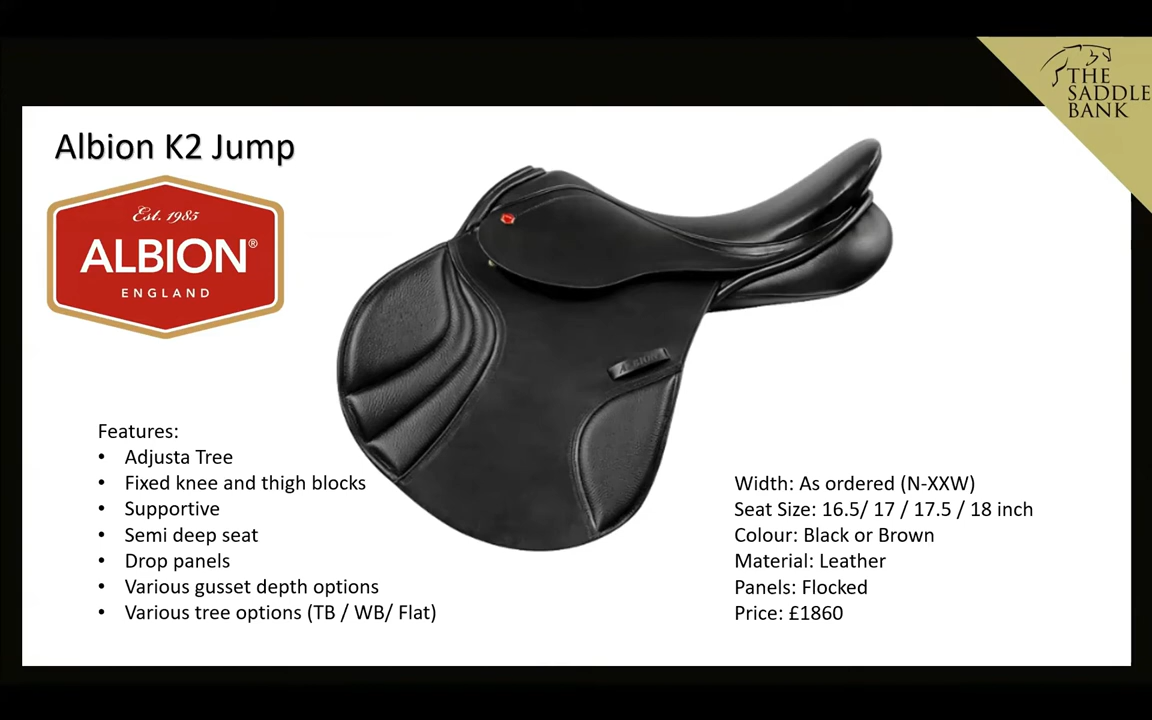 THE
SADDLE
BANK
Albion K2 Jump
Est. 1985
ALBION®
ENGLAND
ALBION
Features:
• Adjusta Tree
• Fixed knee and thigh blocks
• Supportive
• Semi deep seat
• Drop panels
• Various gusset depth options
• Various tree options (TB / WB/ Flat)
Width: As ordered (N-XXW)
Seat Size: 16.5/ 17 / 17.5 / 18 inch
Colour: Black or Brown
Material: Leather
Panels: Flocked
Price: £1860